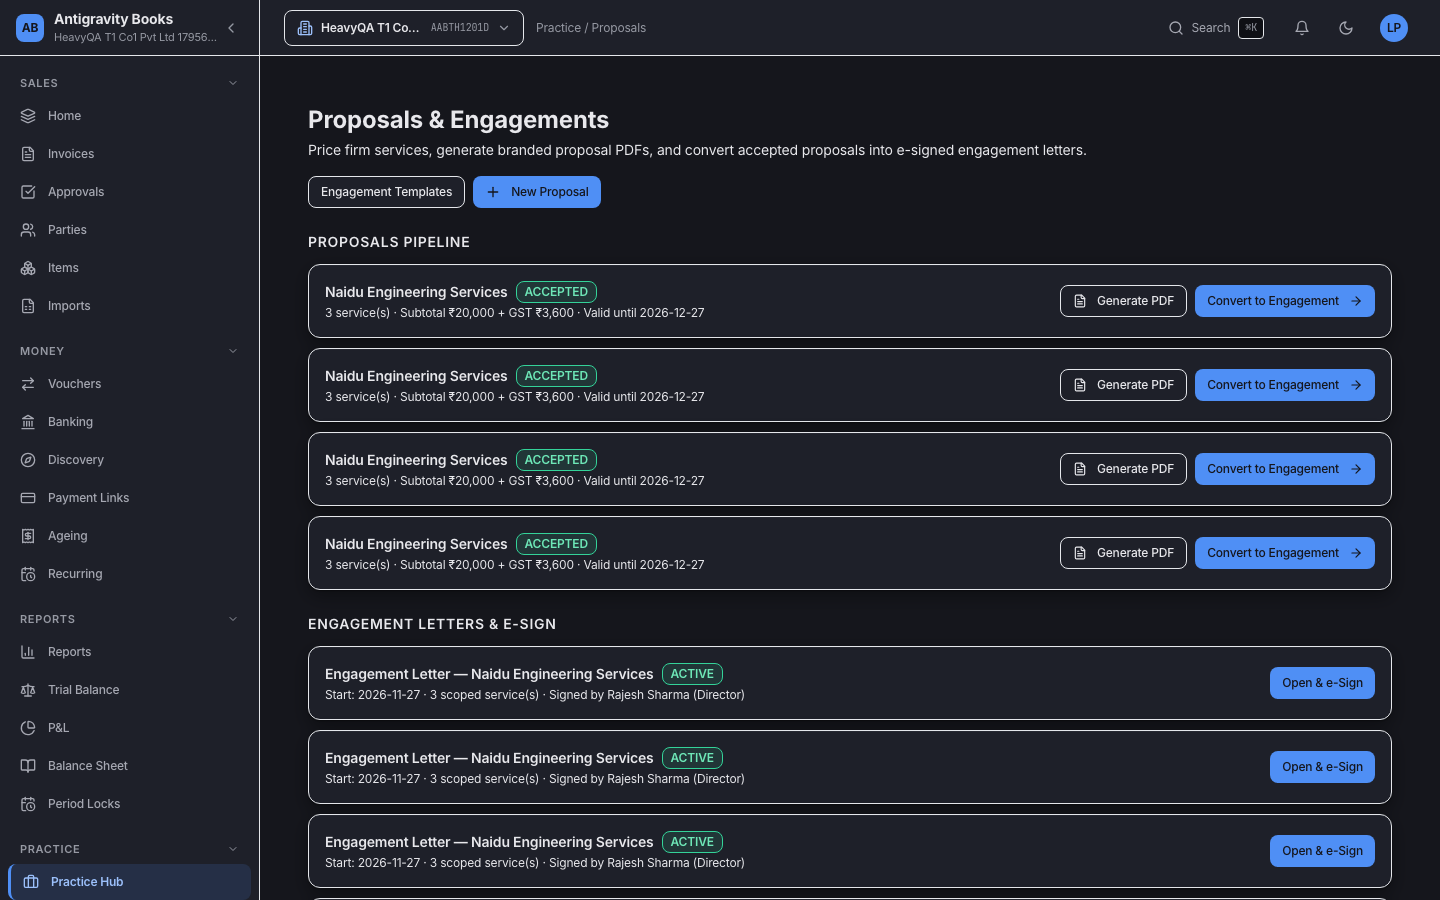 AB
Antigravity Books
HeavyQA T1 Co1 Pvt Ltd 17956...
HeavyQA T1 Co...
AABTH1201D
Practice / Proposals
Search
⌘K
LP
SALES
Home
Invoices
Approvals
Parties
Items
Imports
MONEY
Vouchers
Banking
Discovery
Payment Links
Ageing
Recurring
REPORTS
Reports
Trial Balance
P&L
Balance Sheet
Period Locks
PRACTICE
Practice Hub
Proposals & Engagements
Price firm services, generate branded proposal PDFs, and convert accepted proposals into e-signed engagement letters.
Engagement Templates
New Proposal
PROPOSALS PIPELINE
Naidu Engineering Services ACCEPTED
3 service(s) · Subtotal ₹20,000 + GST ₹3,600 · Valid until 2026-12-27
Generate PDF
Convert to Engagement
Naidu Engineering Services ACCEPTED
3 service(s) · Subtotal ₹20,000 + GST ₹3,600 · Valid until 2026-12-27
Generate PDF
Convert to Engagement
Naidu Engineering Services ACCEPTED
3 service(s) · Subtotal ₹20,000 + GST ₹3,600 · Valid until 2026-12-27
Generate PDF
Convert to Engagement
Naidu Engineering Services ACCEPTED
3 service(s) · Subtotal ₹20,000 + GST ₹3,600 · Valid until 2026-12-27
Generate PDF
Convert to Engagement
ENGAGEMENT LETTERS & E-SIGN
Engagement Letter — Naidu Engineering Services ACTIVE
Start: 2026-11-27 · 3 scoped service(s) · Signed by Rajesh Sharma (Director)
Open & e-Sign
Engagement Letter — Naidu Engineering Services ACTIVE
Start: 2026-11-27 · 3 scoped service(s) · Signed by Rajesh Sharma (Director)
Open & e-Sign
Engagement Letter — Naidu Engineering Services ACTIVE
Start: 2026-11-27 · 3 scoped service(s) · Signed by Rajesh Sharma (Director)
Open & e-Sign